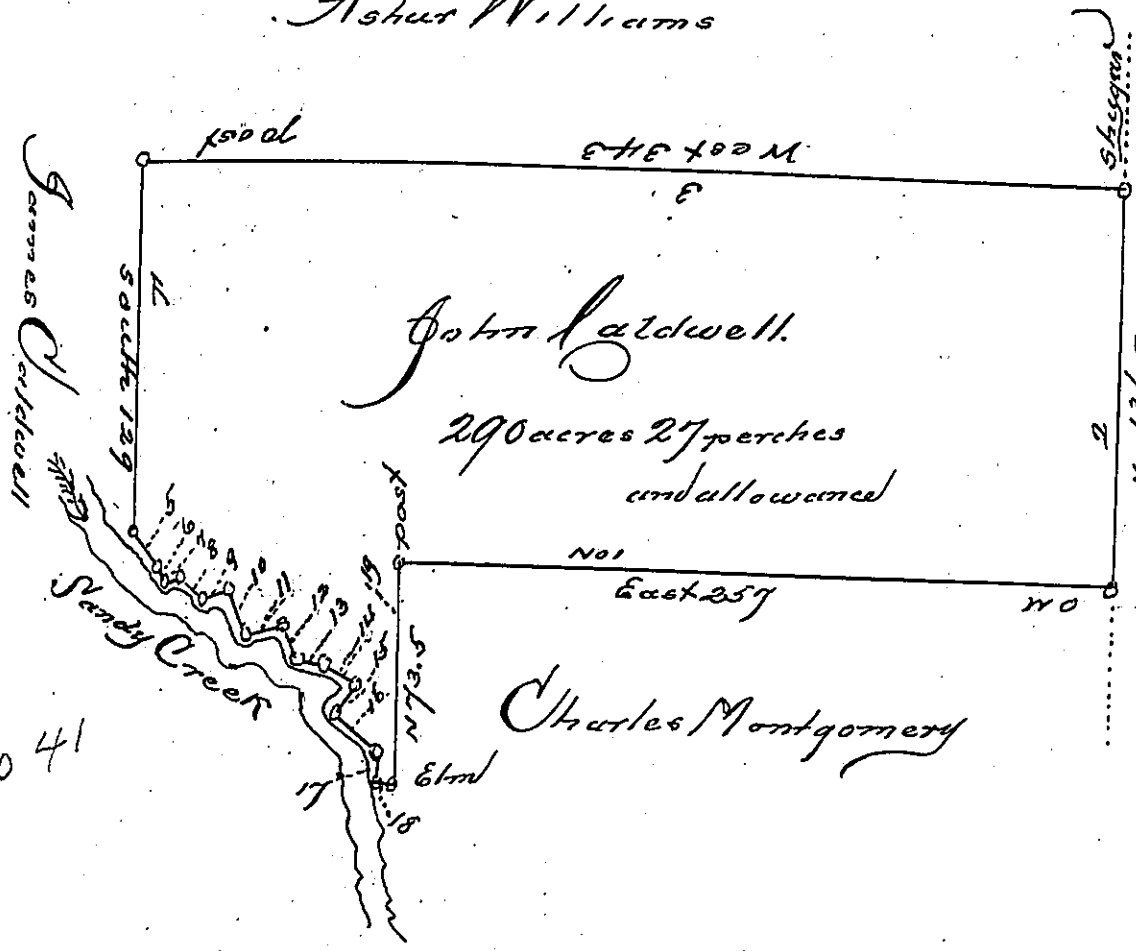 Ashur Williams
post
West 343
3
shugar
James Caldwell
4
South 129
John Caldwell.
290 acres 27 perches
and allowance
2
post
No 1
East 257
W O
5
6
7
8
9
10
11
12
13
14
15
16
17
18
19
N 73.5
Sandy Creek
Elm
Charles Montgomery
41